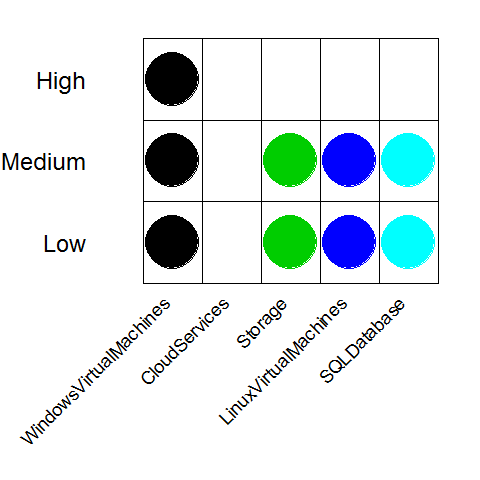 High
Medium
Low
WindowsVirtualMachines
CloudServices
Storage
LinuxVirtualMachines
SQLDatabase